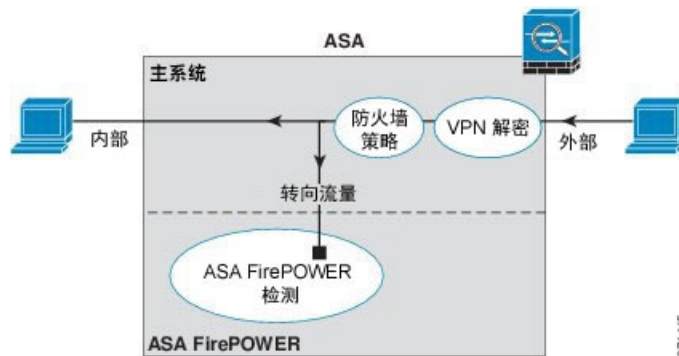 ASA
主系统
防火墙
策略
VPN 解密
内部
外部
转向流量
ASA FirePOWER
检测
ASA FirePOWER